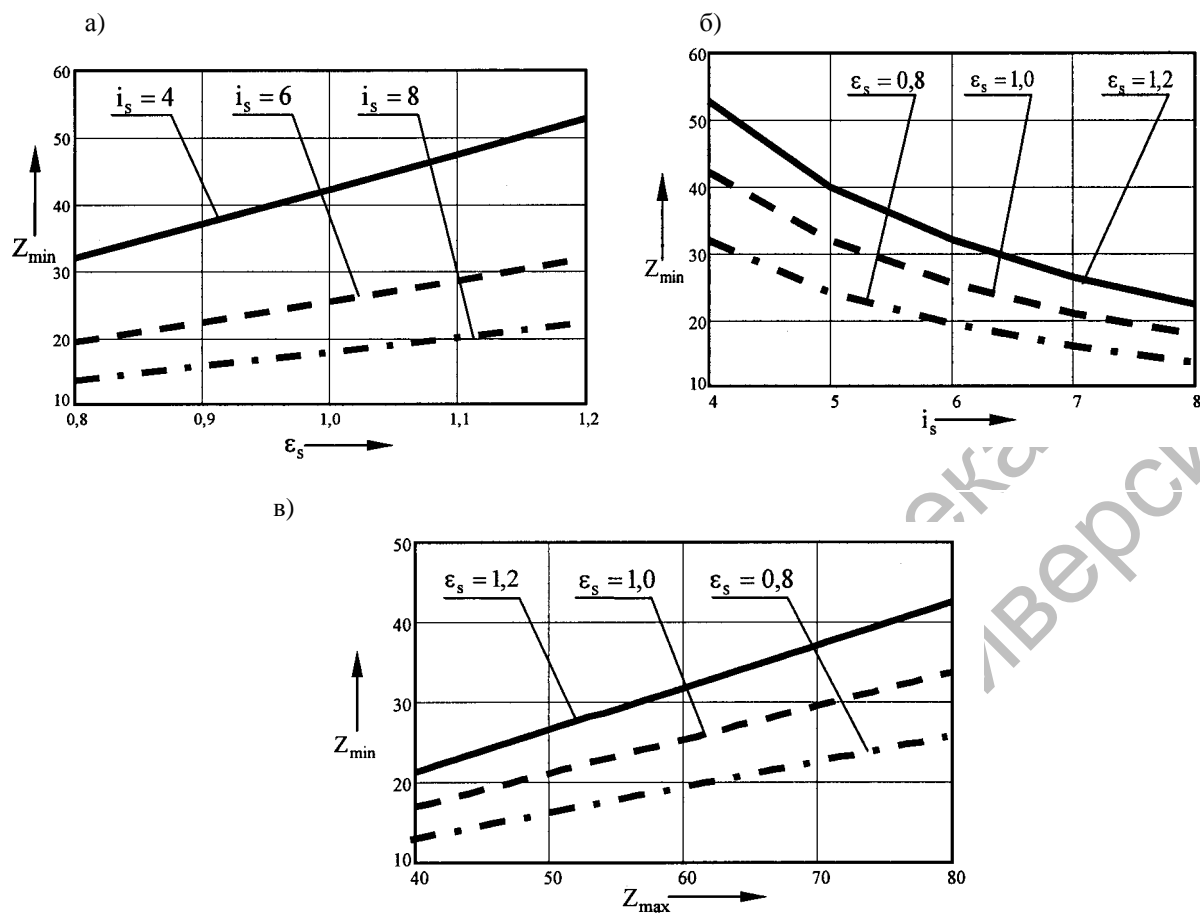 а)
60
50
40
30
20
10
Z_min
i_s = 4
i_s = 6
i_s = 8
0,8
0,9
1,0
1,1
1,2
ε_s
б)
60
50
40
30
20
10
Z_min
ε_s = 0,8
ε_s = 1,0
ε_s = 1,2
4
5
6
7
8
i_s
в)
50
40
30
20
10
Z_min
ε_s = 1,2
ε_s = 1,0
ε_s = 0,8
40
50
60
70
80
Z_max